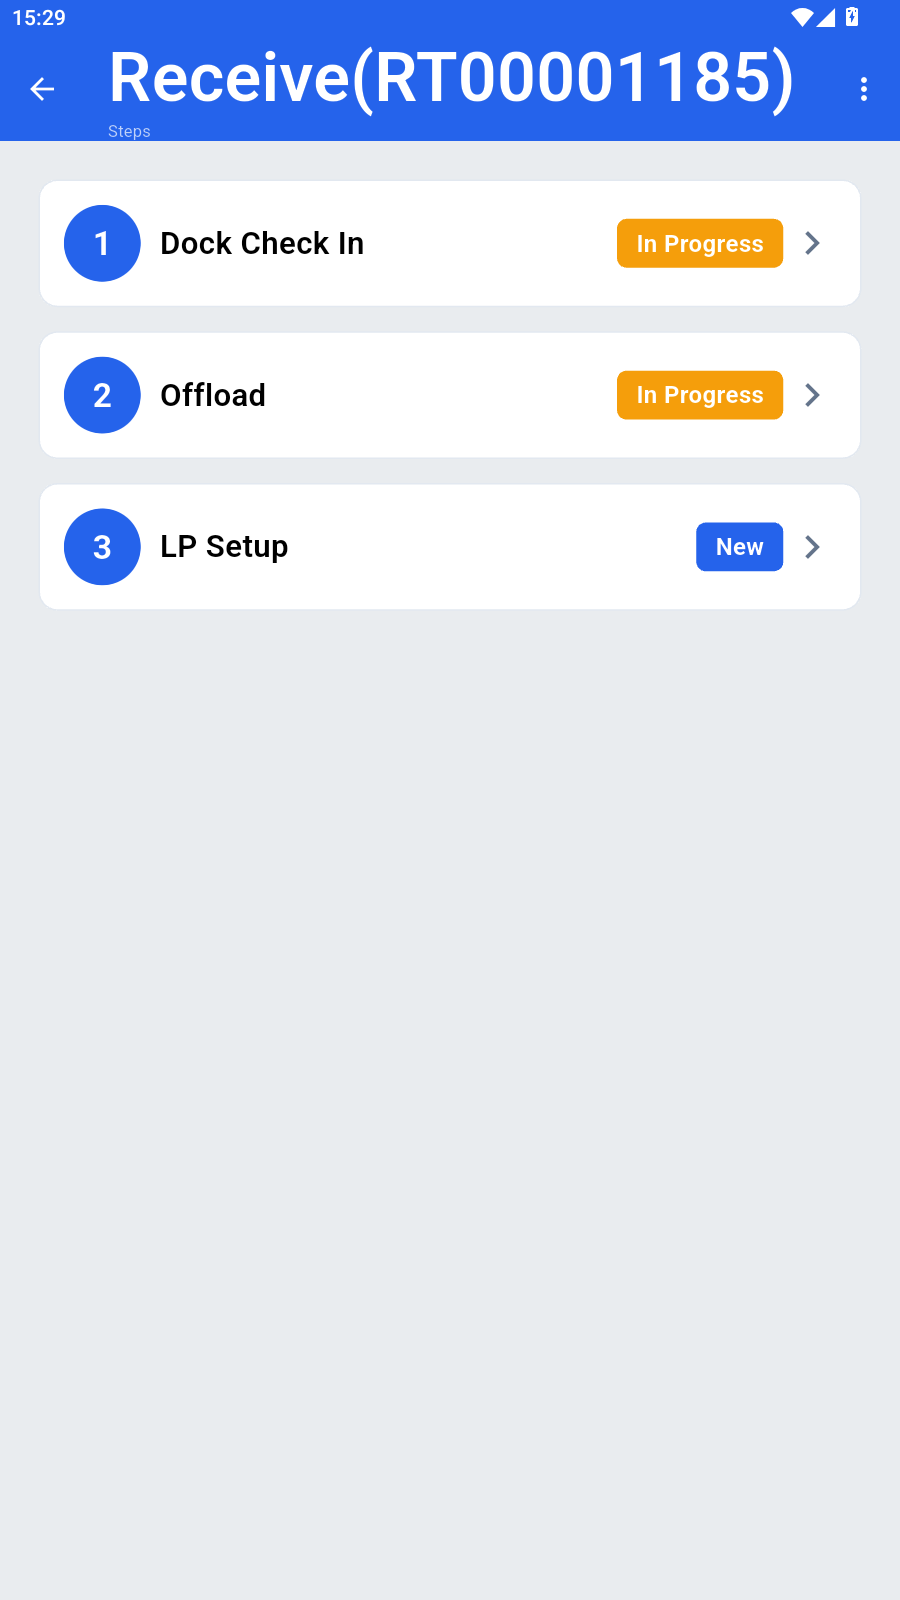 15:29
Receive(RT00001185)
Steps
1 Dock Check In In Progress
2 Offload In Progress
3 LP Setup New